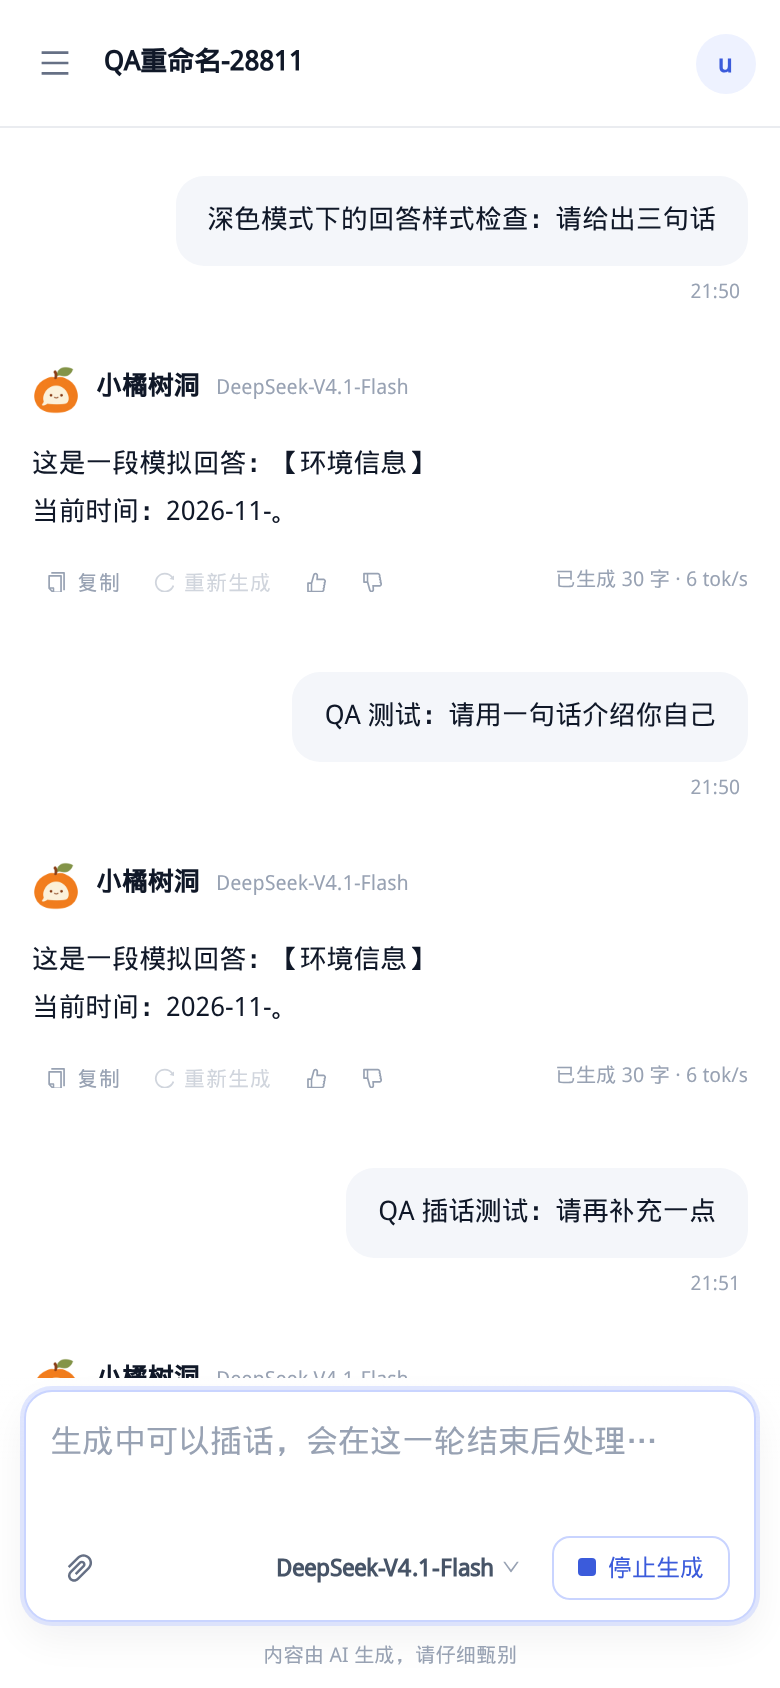 QA重命名-28811
u
深色模式下的回答样式检查：请给出三句话
21:50
小橘树洞 DeepSeek-V4.1-Flash
这是一段模拟回答：【环境信息】
当前时间：2026-11-。
复制 重新生成 已生成 30 字 · 6 tok/s
QA 测试：请用一句话介绍你自己
21:50
小橘树洞 DeepSeek-V4.1-Flash
这是一段模拟回答：【环境信息】
当前时间：2026-11-。
复制 重新生成 已生成 30 字 · 6 tok/s
QA 插话测试：请再补充一点
21:51
小橘树洞 DeepSeek-V4.1-Flash
生成中可以插话，会在这一轮结束后处理…
DeepSeek-V4.1-Flash 停止生成
内容由 AI 生成，请仔细甄别